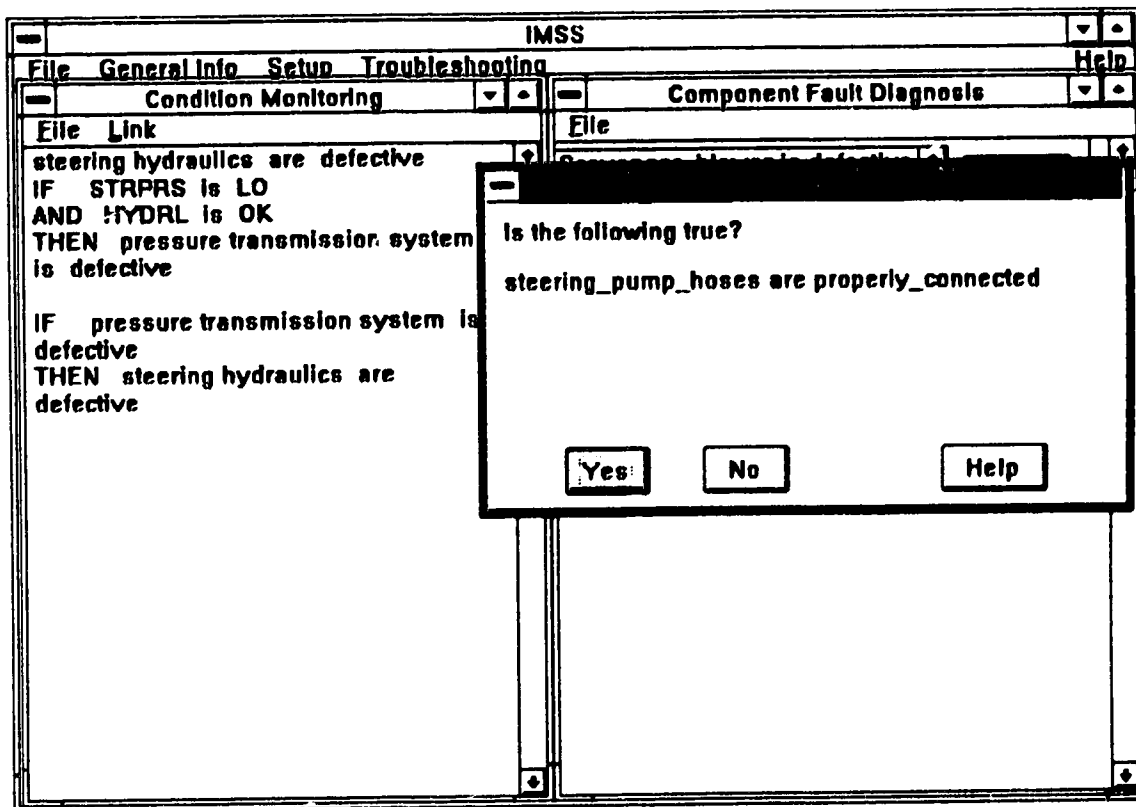 IMSS
File General Info Setup Troubleshooting Help
Condition Monitoring
File Link
steering hydraulics are defective
IF STRPRS is LO
AND HYDRL is OK
THEN pressure transmission system
is defective
IF pressure transmission system is
defective
THEN steering hydraulics are
defective
Component Fault Diagnosis
File
is defective
Is the following true?
steering_pump_hoses are properly_connected
Yes No Help